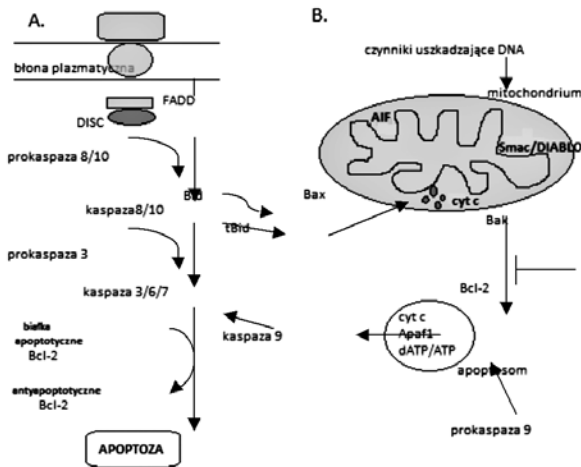 A.
błona plazmatyczna
FADD
DISC
prokaspaza 8/10
Bid
kaspaza8/10
tBid
prokaspaza 3
kaspaza 3/6/7
kaspaza 9
białka
apoptotyczne
Bcl-2
antyapoptotyczne
Bcl-2
APOPTOZA
B.
czynniki uszkadzające DNA
mitochondrium
AIF
Smac/DIABLO
Bax
cyt c
Bak
Bcl-2
cyt c
Apaf1
dATP/ATP
apoptosom
prokaspaza 9